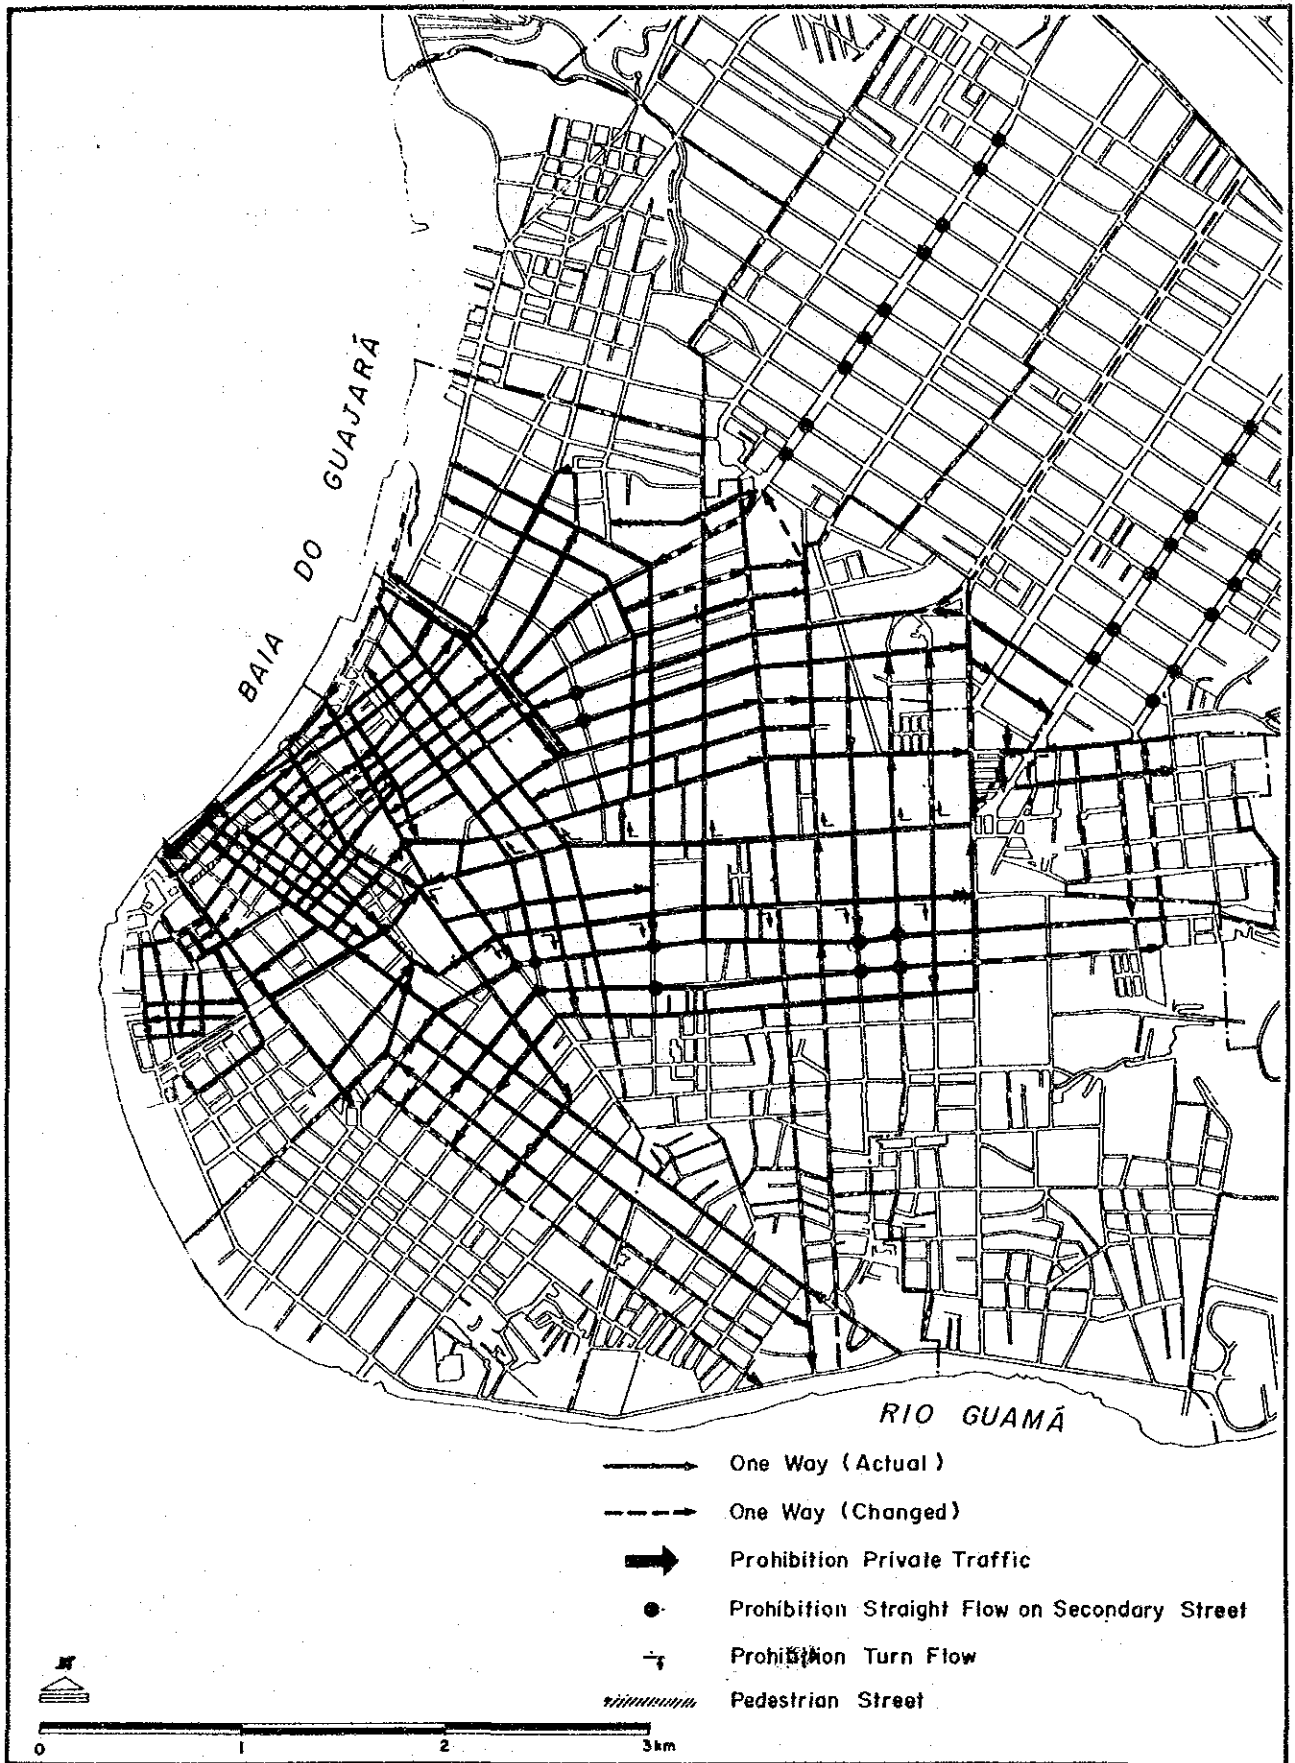 BAIA DO GUAJARÁ
RIO GUAMÁ
One Way (Actual)
One Way (Changed)
Prohibition Private Traffic
Prohibition Straight Flow on Secondary Street
Prohibition Turn Flow
Pedestrian Street
N
0 1 2 3km